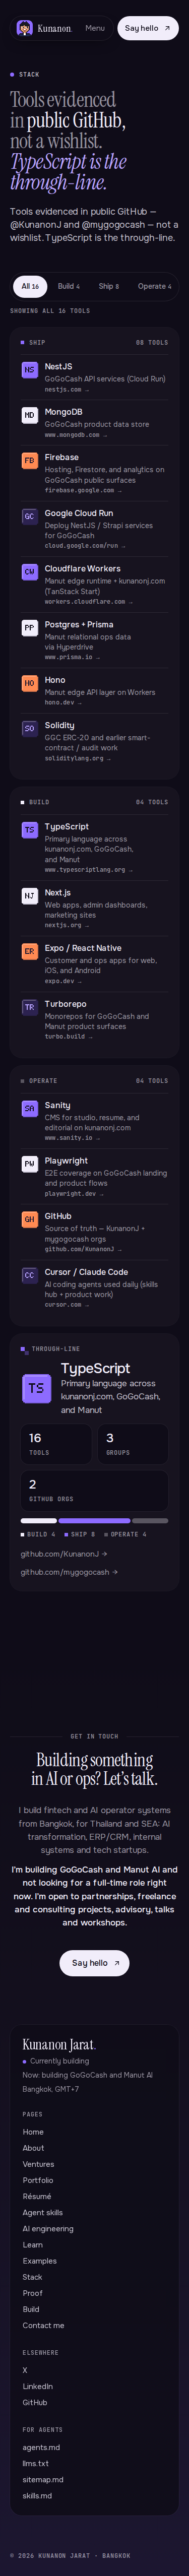 Kunanon.
Menu
Say hello ↗
STACK
Tools evidenced
in public GitHub,
not a wishlist.
TypeScript is the
through-line.
Tools evidenced in public GitHub —
@KunanonJ and @mygogocash — not a
wishlist. TypeScript is the through-line.
All 16
Build 4
Ship 8
Operate 4
SHOWING ALL 16 TOOLS
SHIP
08 TOOLS
NS
NestJS
GoGoCash API services (Cloud Run)
nestjs.com →
MD
MongoDB
GoGoCash product data store
www.mongodb.com →
FB
Firebase
Hosting, Firestore, and analytics on
GoGoCash public surfaces
firebase.google.com →
GC
Google Cloud Run
Deploy NestJS / Strapi services
for GoGoCash
cloud.google.com/run →
CW
Cloudflare Workers
Manut edge runtime + kunanonj.com
(TanStack Start)
workers.cloudflare.com →
PP
Postgres + Prisma
Manut relational ops data
via Hyperdrive
www.prisma.io →
HO
Hono
Manut edge API layer on Workers
hono.dev →
SO
Solidity
GGC ERC-20 and earlier smart-
contract / audit work
soliditylang.org →
BUILD
04 TOOLS
TS
TypeScript
Primary language across
kunanonj.com, GoGoCash,
and Manut
www.typescriptlang.org →
NJ
Next.js
Web apps, admin dashboards,
marketing sites
nextjs.org →
ER
Expo / React Native
Customer and ops apps for web,
iOS, and Android
expo.dev →
TR
Turborepo
Monorepos for GoGoCash and
Manut product surfaces
turbo.build →
OPERATE
04 TOOLS
SA
Sanity
CMS for studio, resume, and
editorial on kunanonj.com
www.sanity.io →
PW
Playwright
E2E coverage on GoGoCash landing
and product flows
playwright.dev →
GH
GitHub
Source of truth — KunanonJ +
mygogocash orgs
github.com/KunanonJ →
CC
Cursor / Claude Code
AI coding agents used daily (skills
hub + product work)
cursor.com →
THROUGH-LINE
TS
TypeScript
Primary language across
kunanonj.com, GoGoCash,
and Manut
16
TOOLS
3
GROUPS
2
GITHUB ORGS
BUILD 4
SHIP 8
OPERATE 4
github.com/KunanonJ →
github.com/mygogocash →
GET IN TOUCH
Building something
in AI or ops? Let's talk.
I build fintech and AI operator systems
from Bangkok, for Thailand and SEA: AI
transformation, ERP/CRM, internal
systems, and tech startups.
I'm building GoGoCash and Manut AI and
not looking for a full-time role right
now. I'm open to partnerships, freelance
and consulting projects, advisory, talks
and workshops.
Say hello ↗
Kunanon Jarat.
Currently building
Now: building GoGoCash and Manut AI
Bangkok, GMT+7
PAGES
Home
About
Ventures
Portfolio
Résumé
Agent skills
AI engineering
Learn
Examples
Stack
Proof
Build
Contact me
ELSEWHERE
X
LinkedIn
GitHub
FOR AGENTS
agents.md
llms.txt
sitemap.md
skills.md
© 2026 KUNANON JARAT · BANGKOK